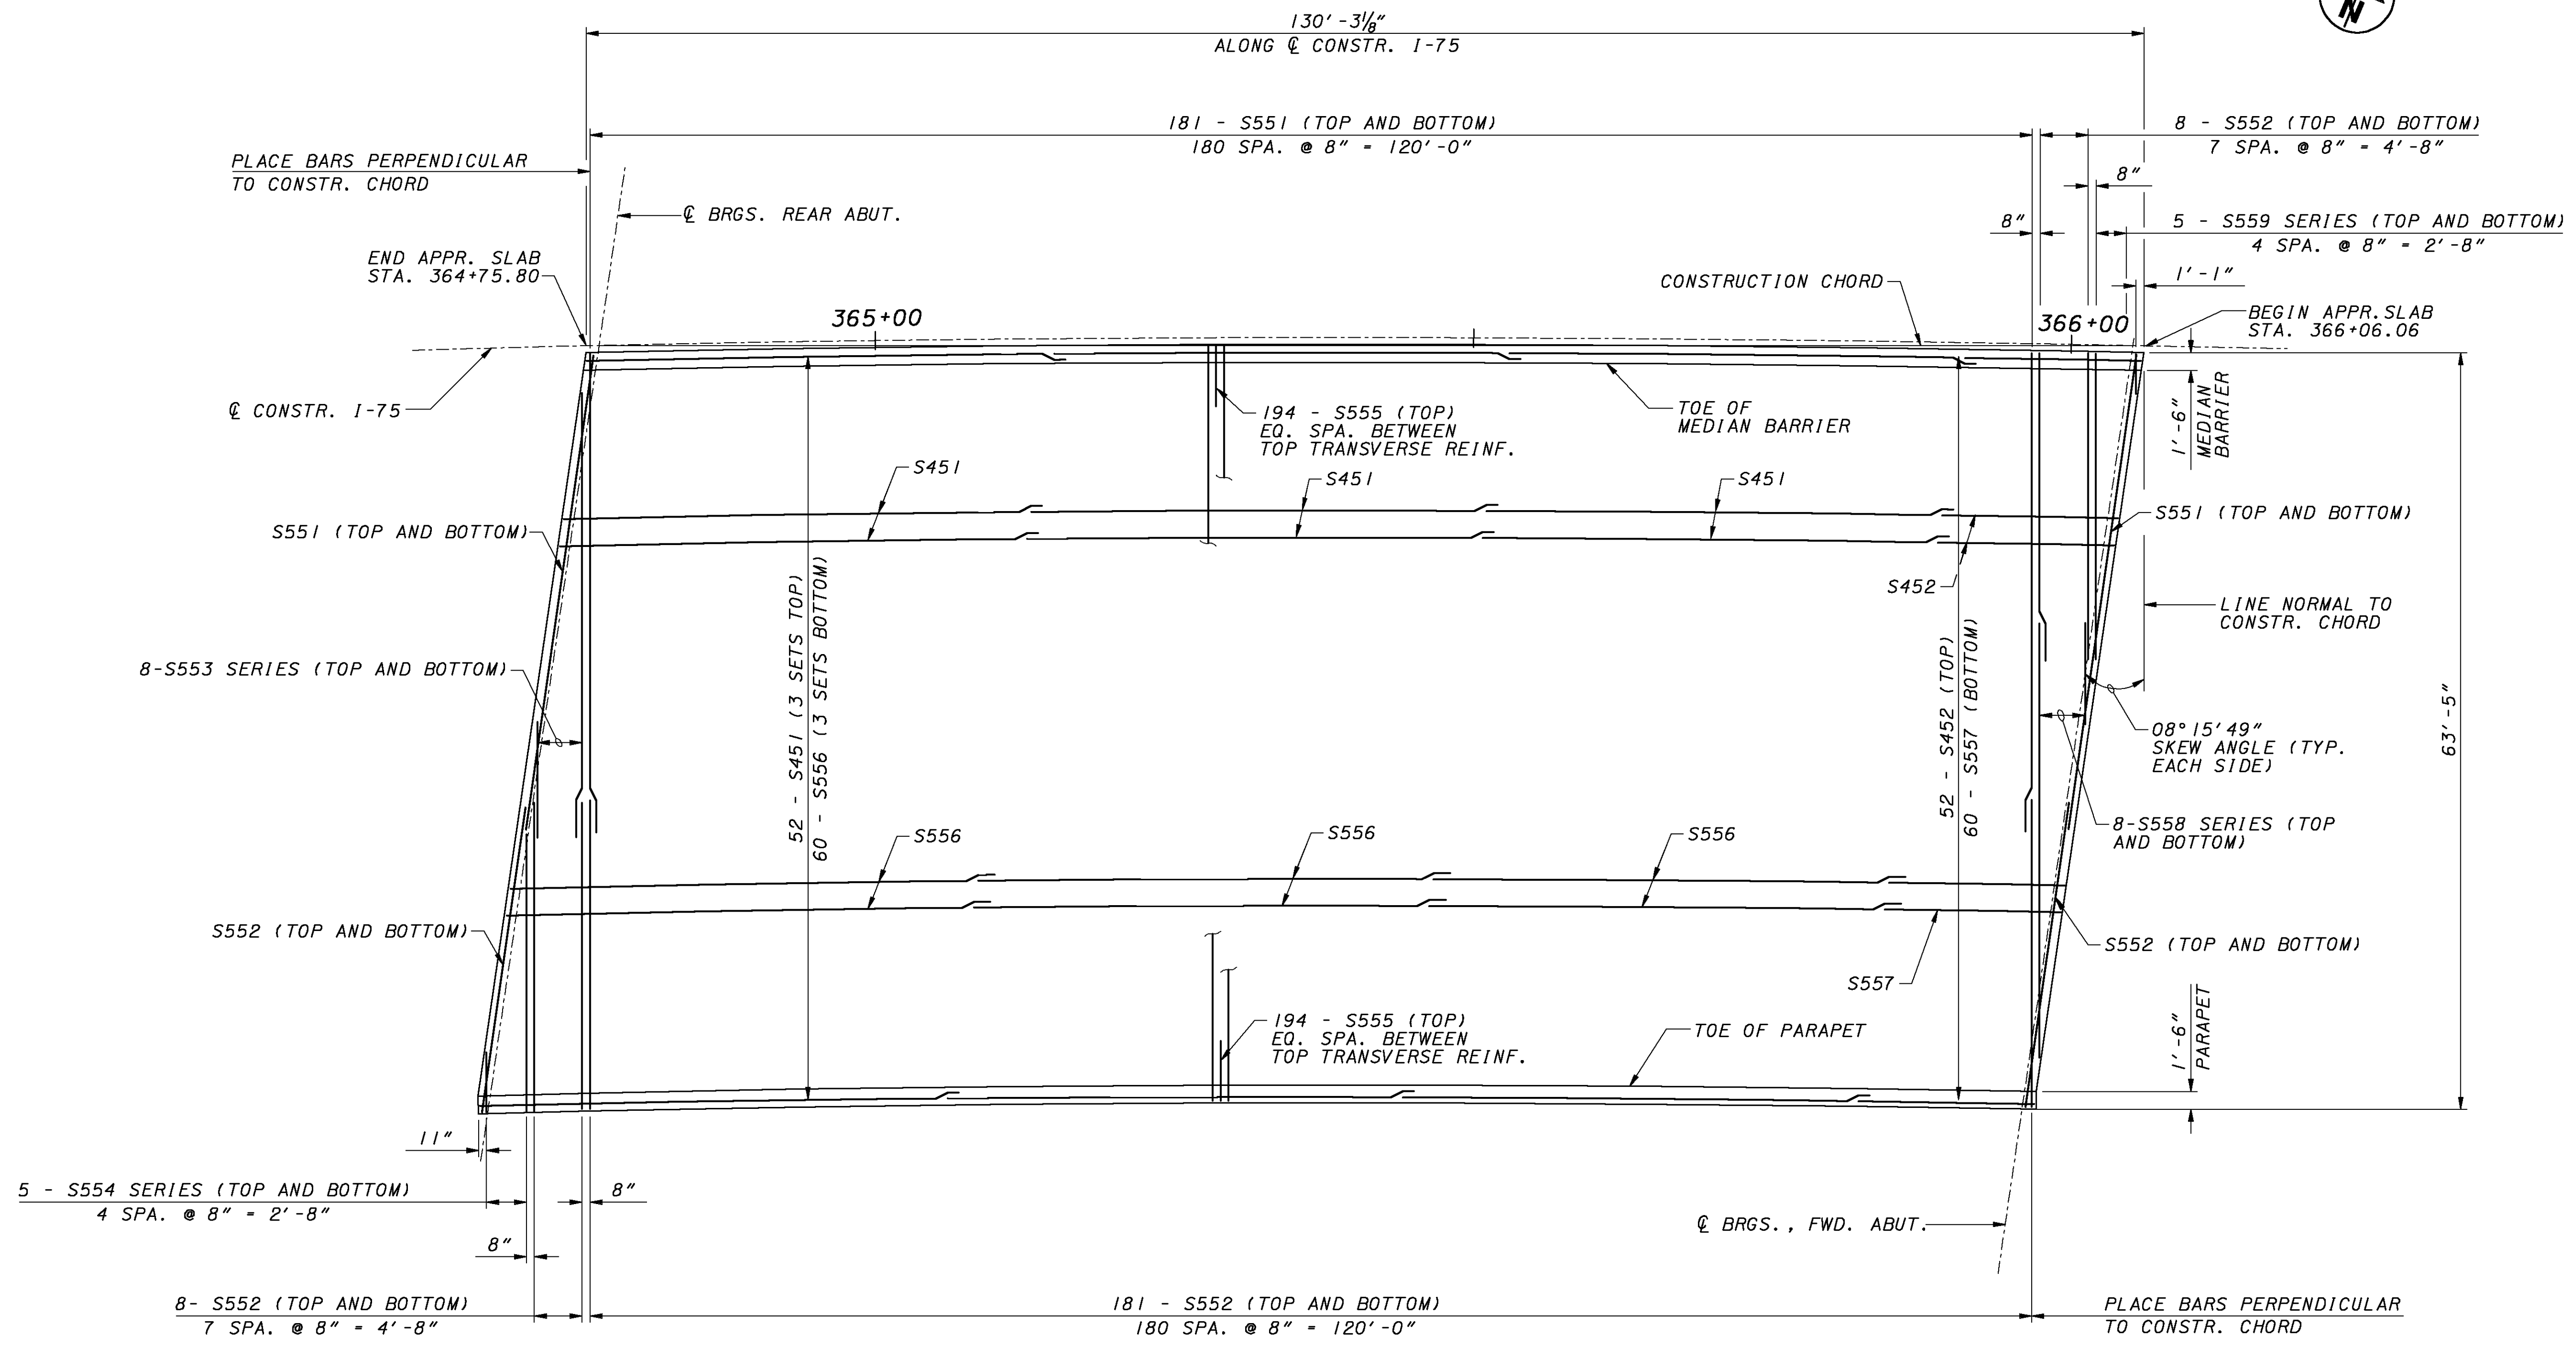 N
130'-3⅛"
ALONG ℄ CONSTR. I-75
181 - S551 (TOP AND BOTTOM)
180 SPA. @ 8" = 120'-0"
8 - S552 (TOP AND BOTTOM)
7 SPA. @ 8" = 4'-8"
PLACE BARS PERPENDICULAR
TO CONSTR. CHORD
8"
℄ BRGS. REAR ABUT.
8"
5 - S559 SERIES (TOP AND BOTTOM)
4 SPA. @ 8" = 2'-8"
END APPR. SLAB
STA. 364+75.80
CONSTRUCTION CHORD
1'-1"
365+00
366+00
BEGIN APPR.SLAB
STA. 366+06.06
℄ CONSTR. I-75
194 - S555 (TOP)
EQ. SPA. BETWEEN
TOP TRANSVERSE REINF.
TOE OF
MEDIAN BARRIER
1'-6"
MEDIAN
BARRIER
S451
S451
S451
S551 (TOP AND BOTTOM)
S551 (TOP AND BOTTOM)
S452
LINE NORMAL TO
CONSTR. CHORD
52 - S451 (3 SETS TOP)
60 - S556 (3 SETS BOTTOM)
52 - S452 (TOP)
60 - S557 (BOTTOM)
8-S553 SERIES (TOP AND BOTTOM)
63'-5"
08°15'49"
SKEW ANGLE (TYP.
EACH SIDE)
S556
S556
S556
8-S558 SERIES (TOP
AND BOTTOM)
S552 (TOP AND BOTTOM)
S552 (TOP AND BOTTOM)
S557
194 - S555 (TOP)
EQ. SPA. BETWEEN
TOP TRANSVERSE REINF.
TOE OF PARAPET
1'-6"
PARAPET
11"
5 - S554 SERIES (TOP AND BOTTOM)
4 SPA. @ 8" = 2'-8"
8"
8"
℄ BRGS., FWD. ABUT.
8- S552 (TOP AND BOTTOM)
7 SPA. @ 8" = 4'-8"
181 - S552 (TOP AND BOTTOM)
180 SPA. @ 8" = 120'-0"
PLACE BARS PERPENDICULAR
TO CONSTR. CHORD